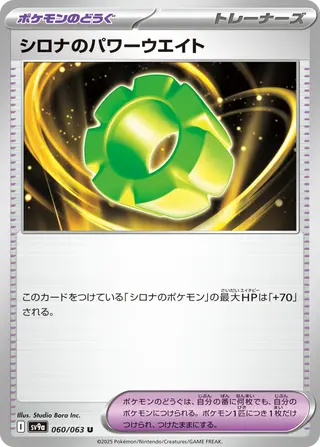 ポケモンのどうぐ
トレーナーズ
シロナのパワーウエイト
このカードをつけている「シロナのポケモン」の最大HPは「+70」
される。
ポケモンのどうぐは、自分の番に何枚でも、自分の
ポケモンにつけられる。ポケモン1匹につき1枚だけ
つけられ、つけたままにする。
Illus. Studio Bora Inc.
I sv9a 060/063 U
©2025 Pokémon/Nintendo/Creatures/GAME FREAK.